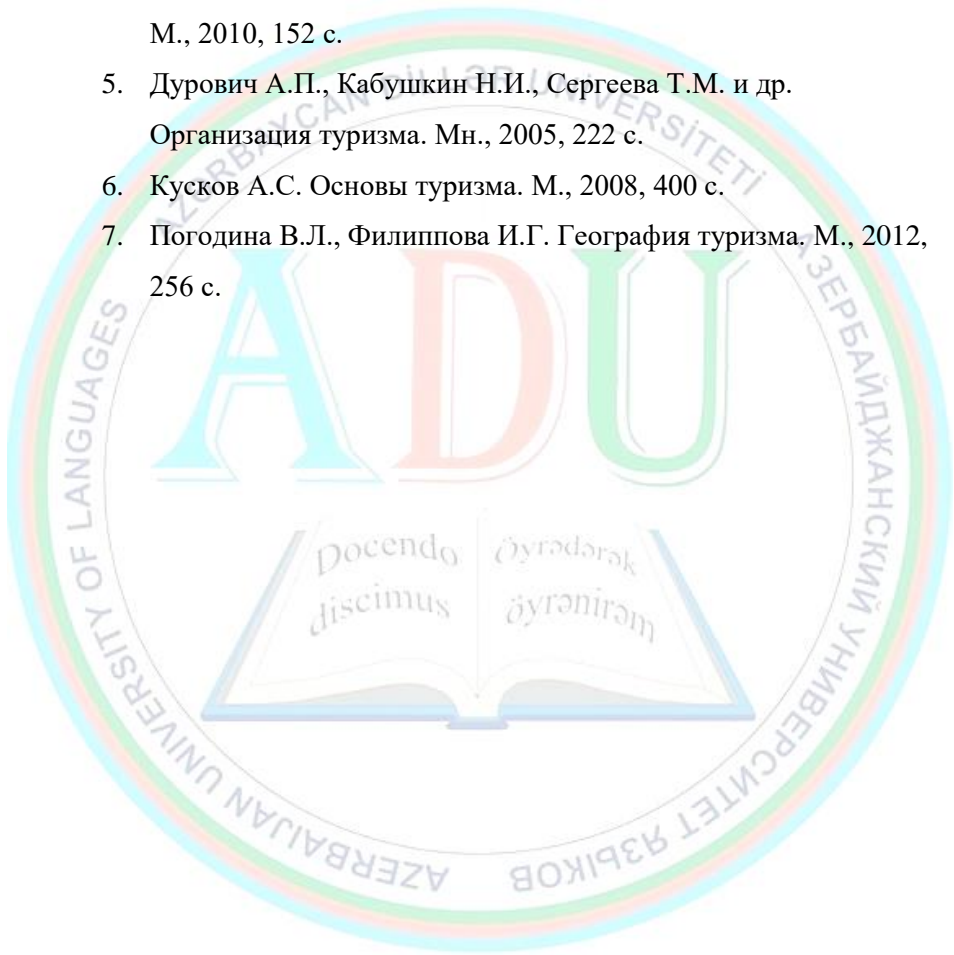 М., 2010, 152 с.
5. Дурович А.П., Кабушкин Н.И., Сергеева Т.М. и др.
Организация туризма. Мн., 2005, 222 с.
6. Кусков А.С. Основы туризма. М., 2008, 400 с.
7. Погодина В.Л., Филиппова И.Г. География туризма. М., 2012,
256 с.
AZƏRBAYCAN DİLLƏR UNİVERSİTETİ
АЗЕРБАЙДЖАНСКИЙ УНИВЕРСИТЕТ ЯЗЫКОВ
AZERBAIJAN UNIVERSITY OF LANGUAGES
ADU
Docendo
discimus
Öyrədərək
öyrənirəm